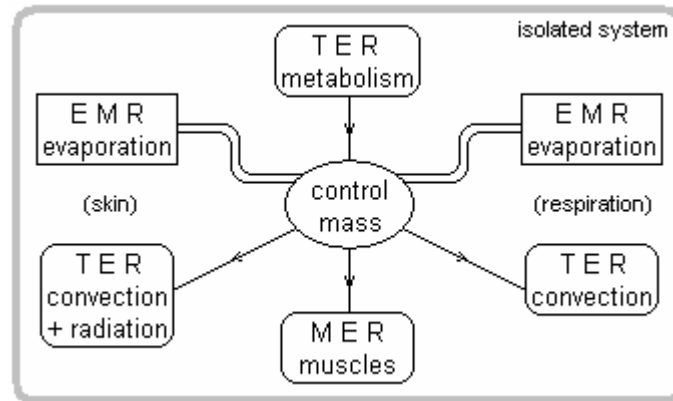 isolated system
T E R
metabolism
E M R
evaporation
E M R
evaporation
control
mass
(skin)
(respiration)
T E R
convection
+ radiation
T E R
convection
M E R
muscles